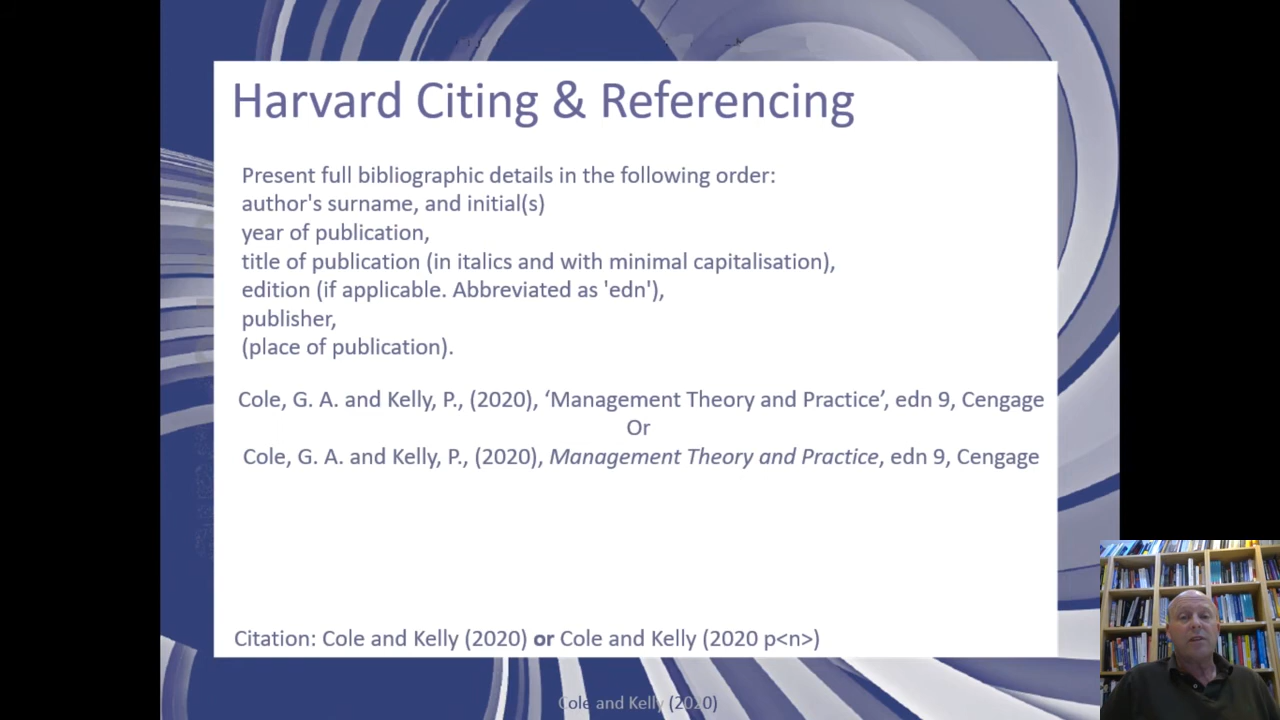 Harvard Citing & Referencing
Present full bibliographic details in the following order:
author's surname, and initial(s)
year of publication,
title of publication (in italics and with minimal capitalisation),
edition (if applicable. Abbreviated as 'edn'),
publisher,
(place of publication).
Cole, G. A. and Kelly, P., (2020), ‘Management Theory and Practice’, edn 9, Cengage
Or
Cole, G. A. and Kelly, P., (2020), Management Theory and Practice, edn 9, Cengage
Citation: Cole and Kelly (2020) or Cole and Kelly (2020 p<n>)
Cole and Kelly (2020)